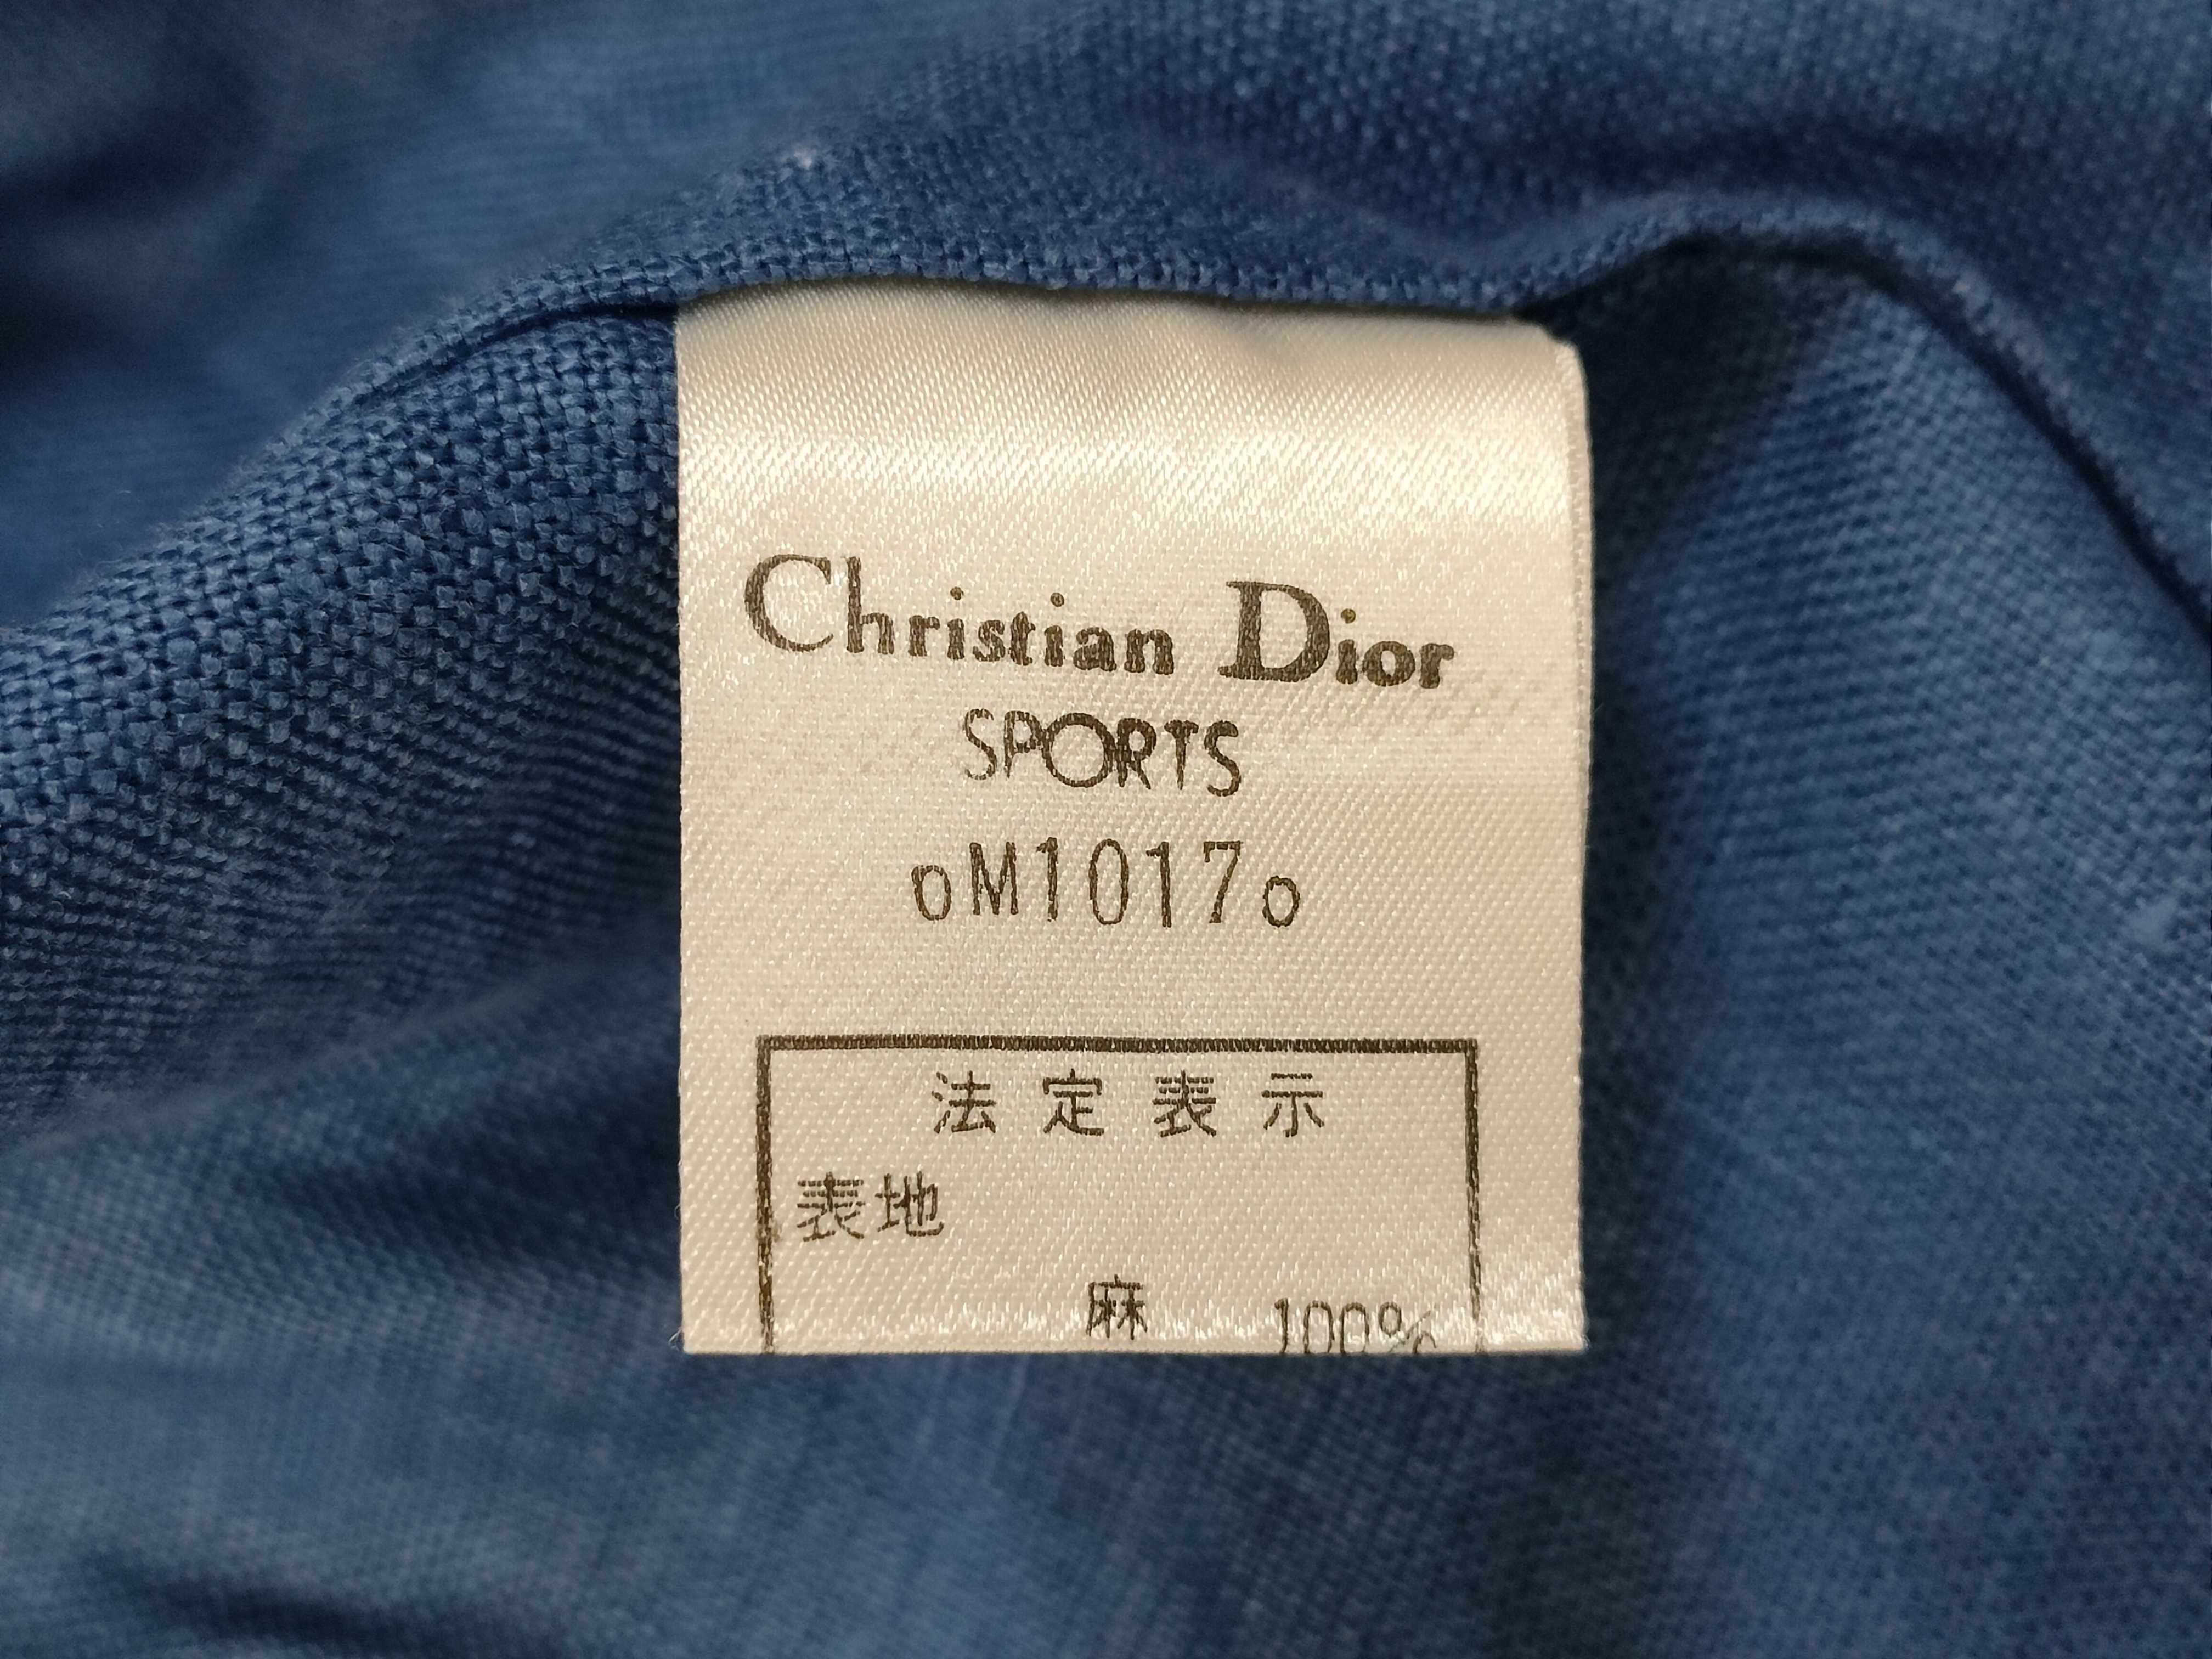 Christian Dior
SPORTS
oM1017o
法定表示
表地
麻 100%